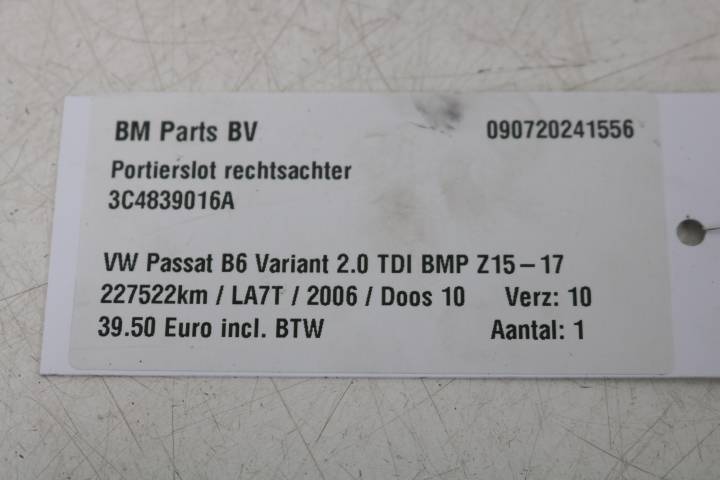 BM Parts BV 090720241556
Portierslot rechtsachter
3C4839016A
VW Passat B6 Variant 2.0 TDI BMP Z15-17
227522km / LA7T / 2006 / Doos 10 Verz: 10
39.50 Euro incl. BTW Aantal: 1